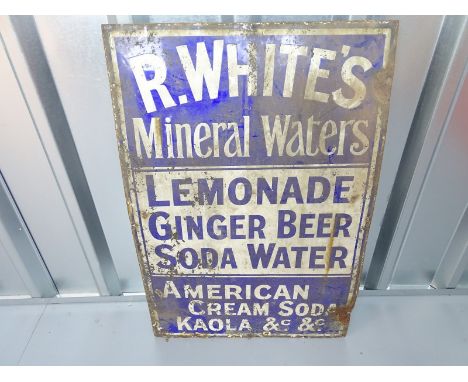 R. WHITE'S
Mineral Waters
LEMONADE
GINGER BEER
SODA WATER
AMERICAN
CREAM SODA
KAOLA &c &c